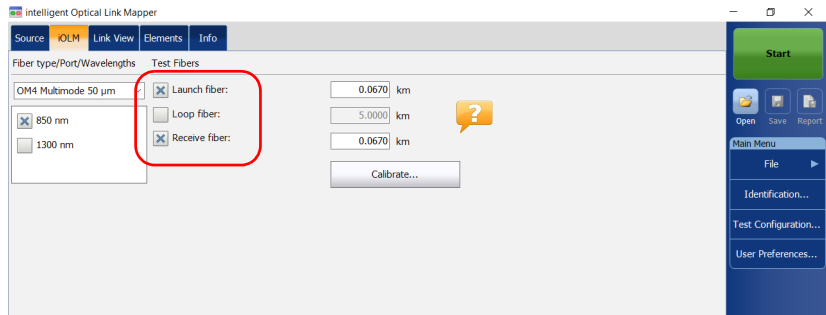 intelligent Optical Link Mapper
Source iOLM Link View Elements Info
Fiber type/Port/Wavelengths Test Fibers
OM4 Multimode 50 µm
850 nm
1300 nm
Launch fiber: 0.0670 km
Loop fiber: 5.0000 km
Receive fiber: 0.0670 km
?
Calibrate...
Start
Open Save Report
Main Menu
File
Identification...
Test Configuration...
User Preferences...